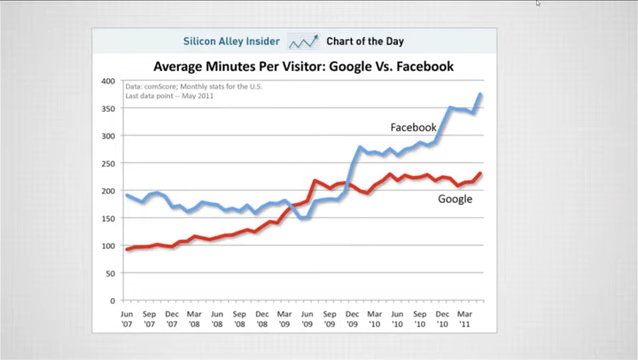 Silicon Alley Insider Chart of the Day
Average Minutes Per Visitor: Google Vs. Facebook
Data: comScore; Monthly stats for the U.S.
Last data point -- May 2011
400
350
300
250
200
150
100
50
0
Facebook
Google
Jun Sep Dec Mar Jun Sep Dec Mar Jun Sep Dec Mar Jun Sep Dec Mar
'07 '07 '07 '08 '08 '08 '08 '09 '09 '09 '09 '10 '10 '10 '10 '11